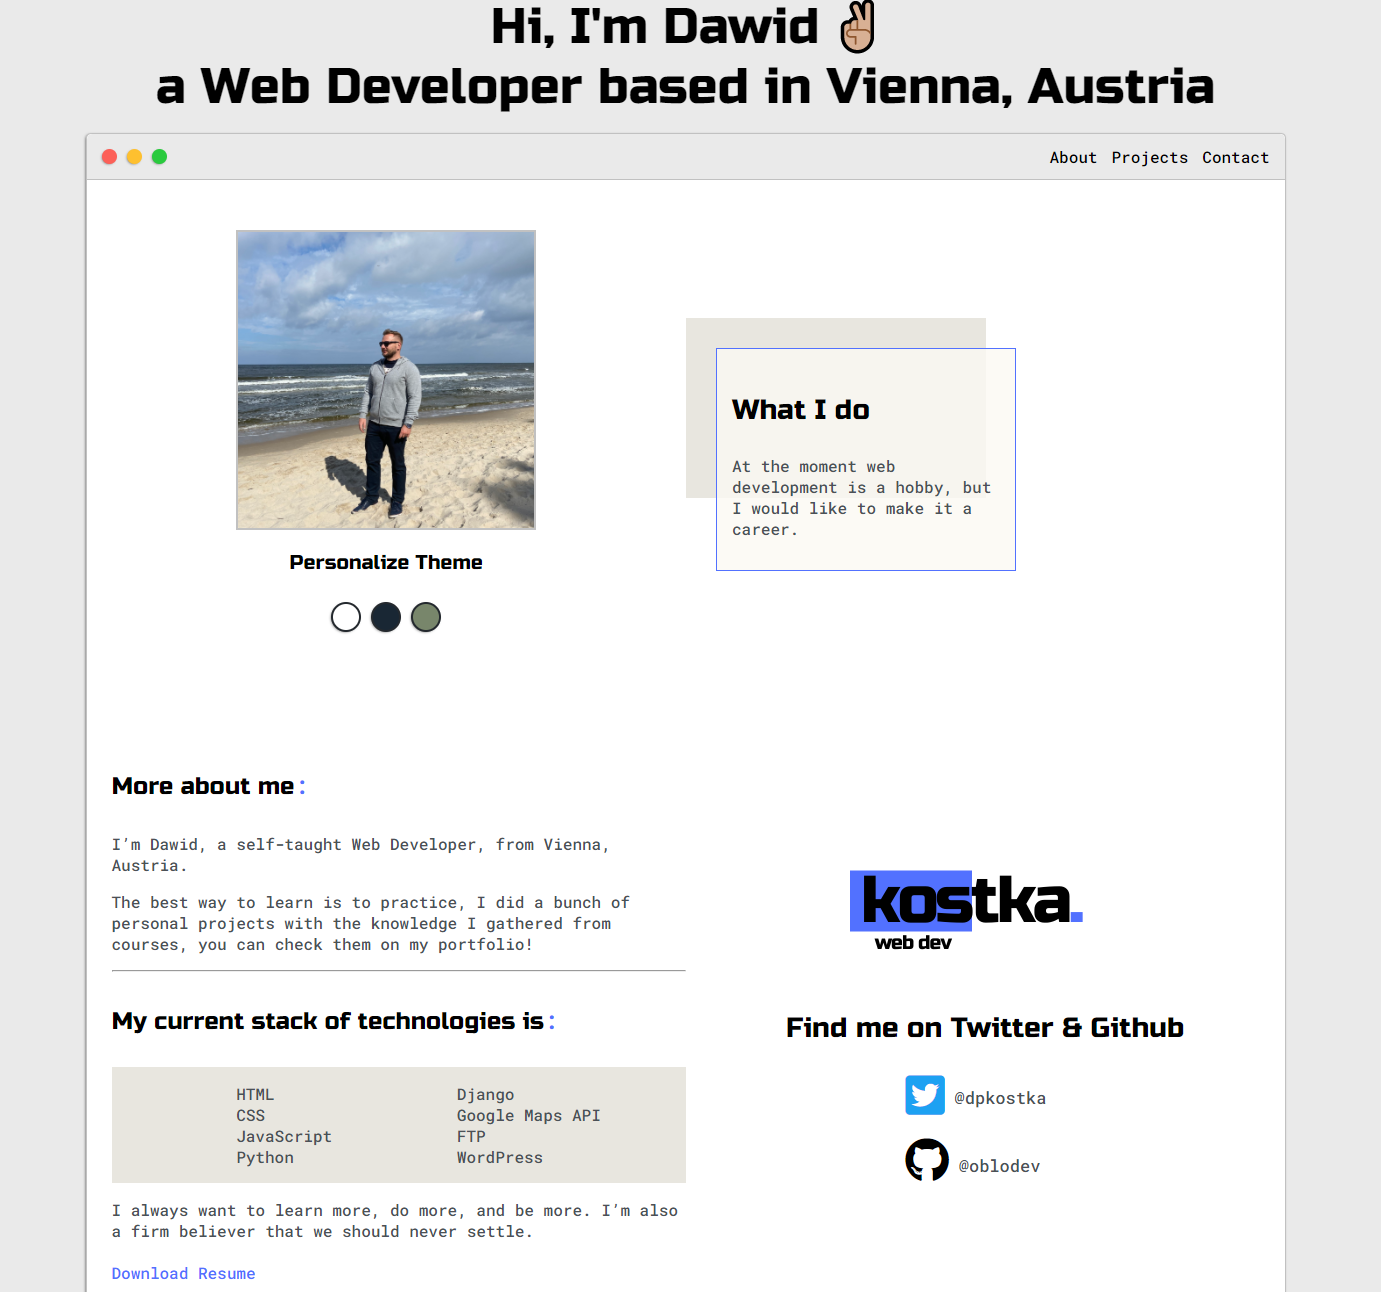 Hi, I'm Dawid ✌🏽
a Web Developer based in Vienna, Austria
About Projects Contact
What I do
At the moment web
development is a hobby, but
I would like to make it a
career.
Personalize Theme
More about me:
I’m Dawid, a self-taught Web Developer, from Vienna,
Austria.
The best way to learn is to practice, I did a bunch of
personal projects with the knowledge I gathered from
courses, you can check them on my portfolio!
My current stack of technologies is:
HTML
CSS
JavaScript
Python
Django
Google Maps API
FTP
WordPress
I always want to learn more, do more, and be more. I’m also
a firm believer that we should never settle.
Download Resume
kostka.
web dev
Find me on Twitter & Github
@dpkostka
@oblodev